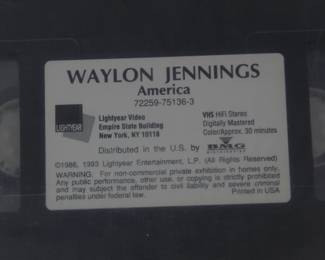 WAYLON JENNINGS
America
72259-75136-3
LIGHTYEAR
Lightyear Video
Empire State Building
New York, NY 10118
VHS HiFi Stereo
Digitally Mastered
Color/Approx. 30 minutes
Distributed in the U.S. by BMG
©1986, 1993 Lightyear Entertainment, L.P. (All Rights Reserved)
WARNING: For non-commercial private exhibition in homes only.
Any public performance, other use, or copying is strictly prohibited
and may subject the offender to civil liability and severe criminal
penalties under federal law.
Printed in USA